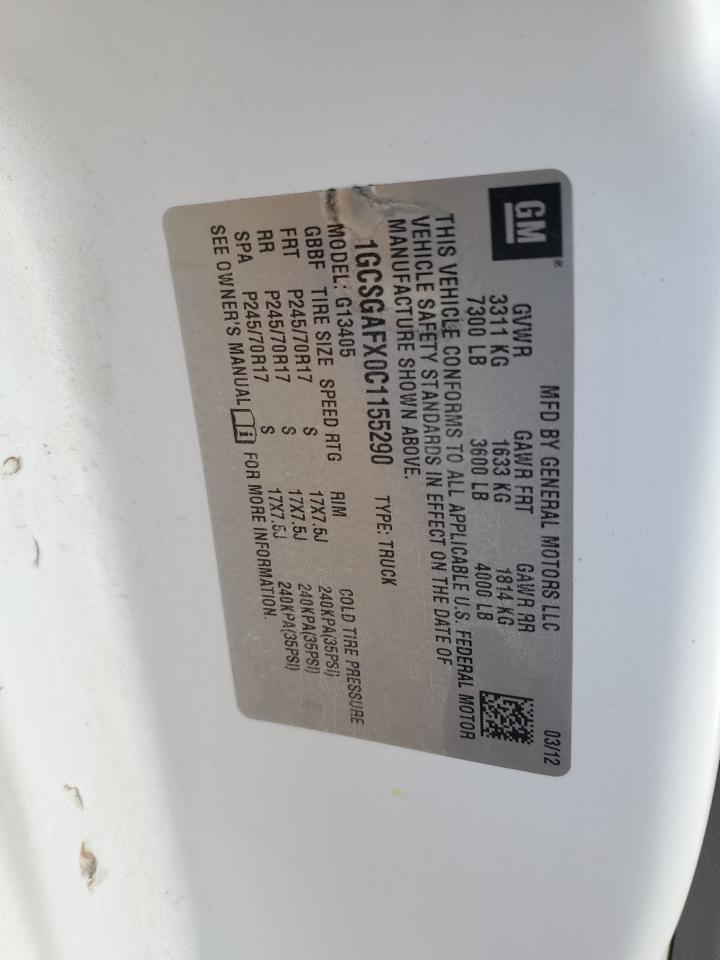 GM ®
MFD BY GENERAL MOTORS LLC 03/12
GVWR GAWR FRT GAWR RR
3311 KG 1633 KG 1814 KG
7300 LB 3600 LB 4000 LB
THIS VEHICLE CONFORMS TO ALL APPLICABLE U.S. FEDERAL MOTOR
VEHICLE SAFETY STANDARDS IN EFFECT ON THE DATE OF
MANUFACTURE SHOWN ABOVE.
1GCSGAFX0C1155290 TYPE: TRUCK
MODEL: G13405
GBBF TIRE SIZE SPEED RTG RIM COLD TIRE PRESSURE
FRT P245/70R17 S 17X7.5J 240KPA(35PSI)
RR P245/70R17 S 17X7.5J 240KPA(35PSI)
SPA P245/70R17 S 17X7.5J 240KPA(35PSI)
SEE OWNER'S MANUAL i FOR MORE INFORMATION.